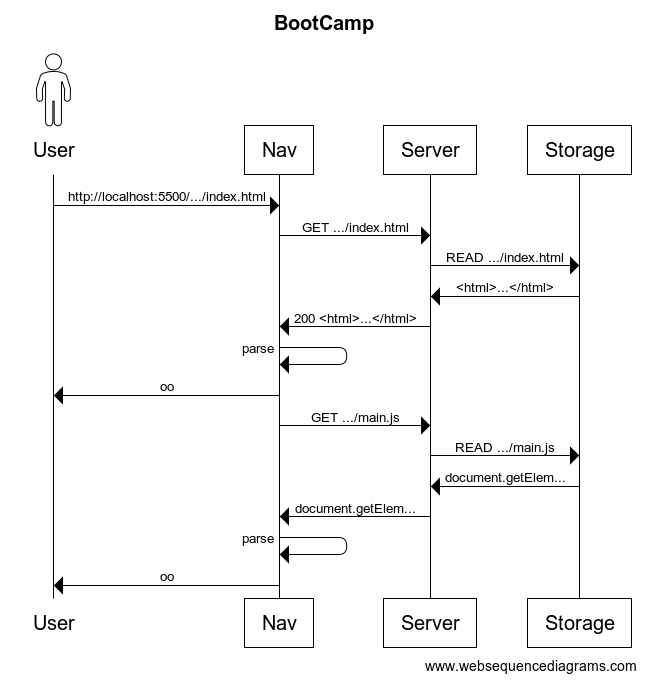 BootCamp
User
Nav
Server
Storage
http://localhost:5500/.../index.html
GET .../index.html
READ .../index.html
<html>...</html>
200 <html>...</html>
parse
oo
GET .../main.js
READ .../main.js
document.getElem...
document.getElem...
parse
oo
User
Nav
Server
Storage
www.websequencediagrams.com